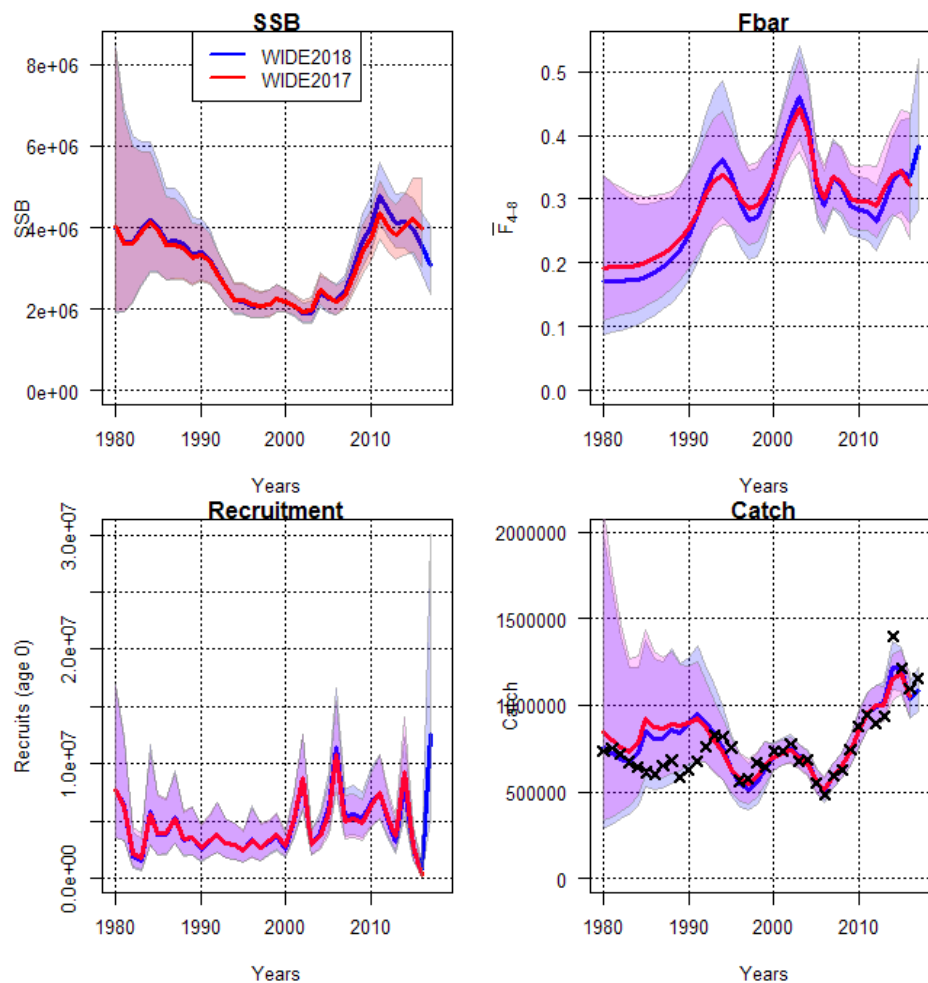 SSB
WIDE2018
WIDE2017
8e+06
6e+06
4e+06
2e+06
0e+00
SSB
1980 1990 2000 2010
Years
Fbar
0.5
0.4
0.3
0.2
0.1
0.0
F4-8
1980 1990 2000 2010
Years
Recruitment
3.0e+07
2.0e+07
1.0e+07
0.0e+00
Recruits (age 0)
1980 1990 2000 2010
Years
Catch
2000000
1500000
1000000
500000
0
Catch
1980 1990 2000 2010
Years